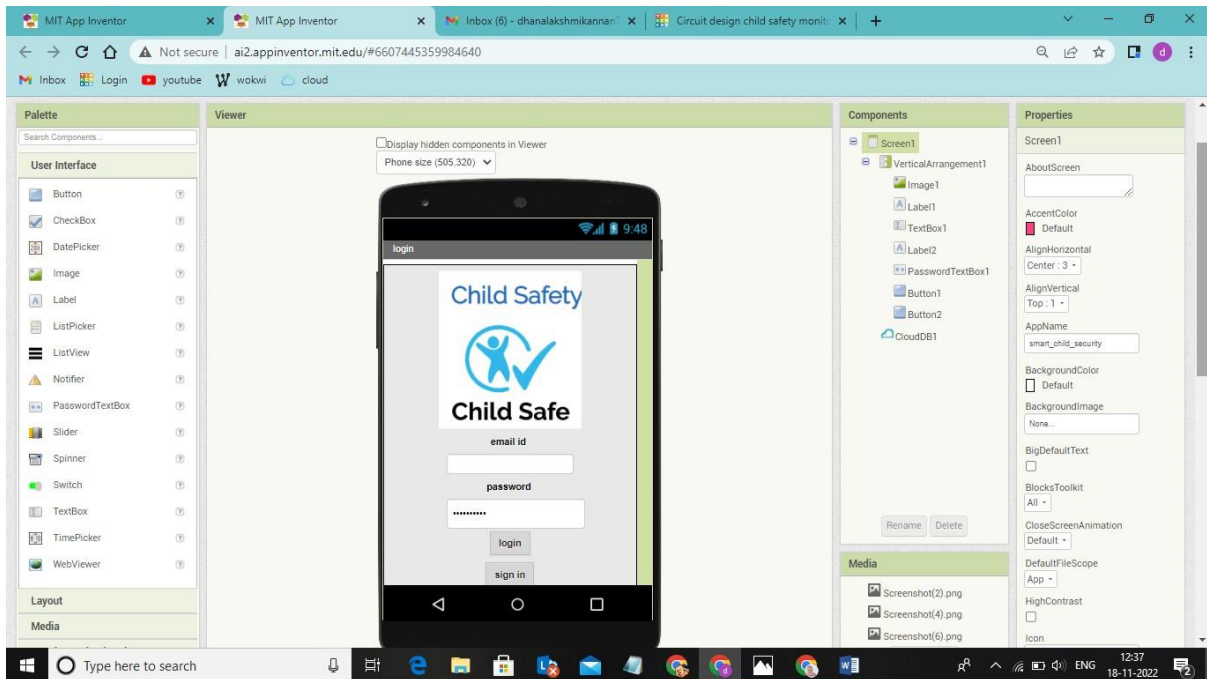 MIT App Inventor
MIT App Inventor
Inbox (6) - dhanalakshmikannan
Circuit design child safety monito
Not secure
ai2.appinventor.mit.edu/#6607445359984640
d
Inbox
Login
youtube
wokwi
cloud
Palette
Search Components...
User Interface
Button
CheckBox
DatePicker
Image
Label
ListPicker
ListView
Notifier
PasswordTextBox
Slider
Spinner
Switch
TextBox
TimePicker
WebViewer
Layout
Media
Viewer
Display hidden components in Viewer
Phone size (505,320)
9:48
login
Child Safety
Child Safe
email id
password
login
sign in
Components
Screen1
VerticalArrangement1
Image1
Label1
TextBox1
Label2
PasswordTextBox1
Button1
Button2
CloudDB1
Rename Delete
Media
Screenshot(2).png
Screenshot(4).png
Screenshot(6).png
Properties
Screen1
AboutScreen
AccentColor
Default
AlignHorizontal
Center : 3
AlignVertical
Top : 1
AppName
smart_child_security
BackgroundColor
Default
BackgroundImage
None...
BigDefaultText
BlocksToolkit
All
CloseScreenAnimation
Default
DefaultFileScope
App
HighContrast
Icon
Type here to search
ENG
12:37
18-11-2022
2